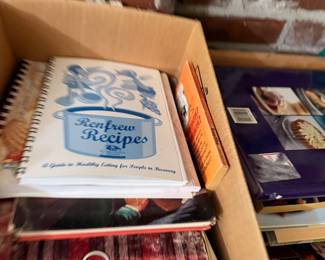 Renfrew
Recipes
A Guide to Healthy Eating for People in Recovery